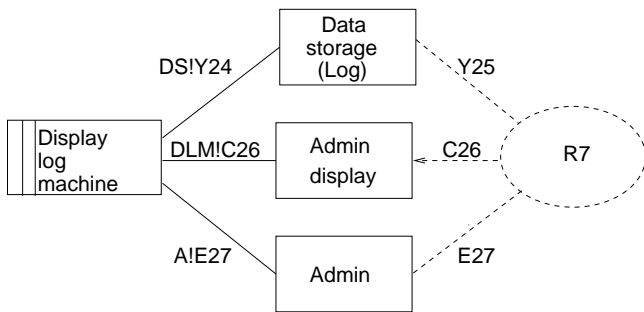 Data
storage
(Log)
DS!Y24
Y25
Display
log
machine
DLM!C26
Admin
display
C26
R7
A!E27
Admin
E27